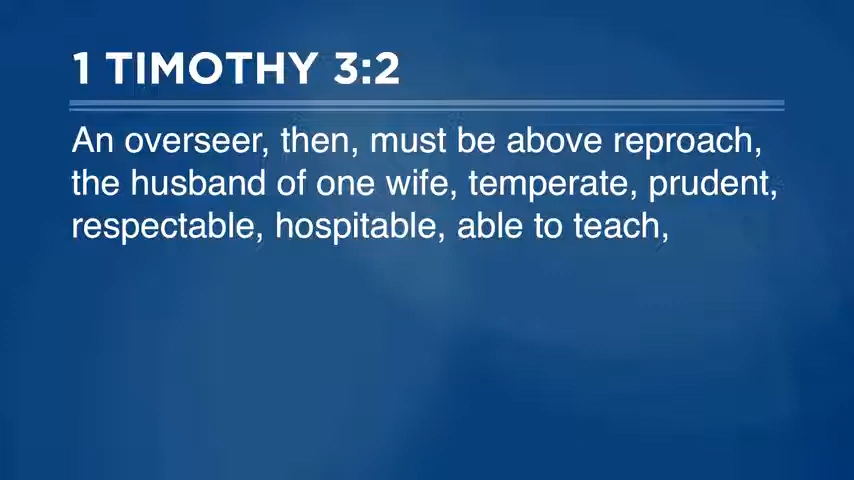 1 TIMOTHY 3:2
An overseer, then, must be above reproach,
the husband of one wife, temperate, prudent,
respectable, hospitable, able to teach,